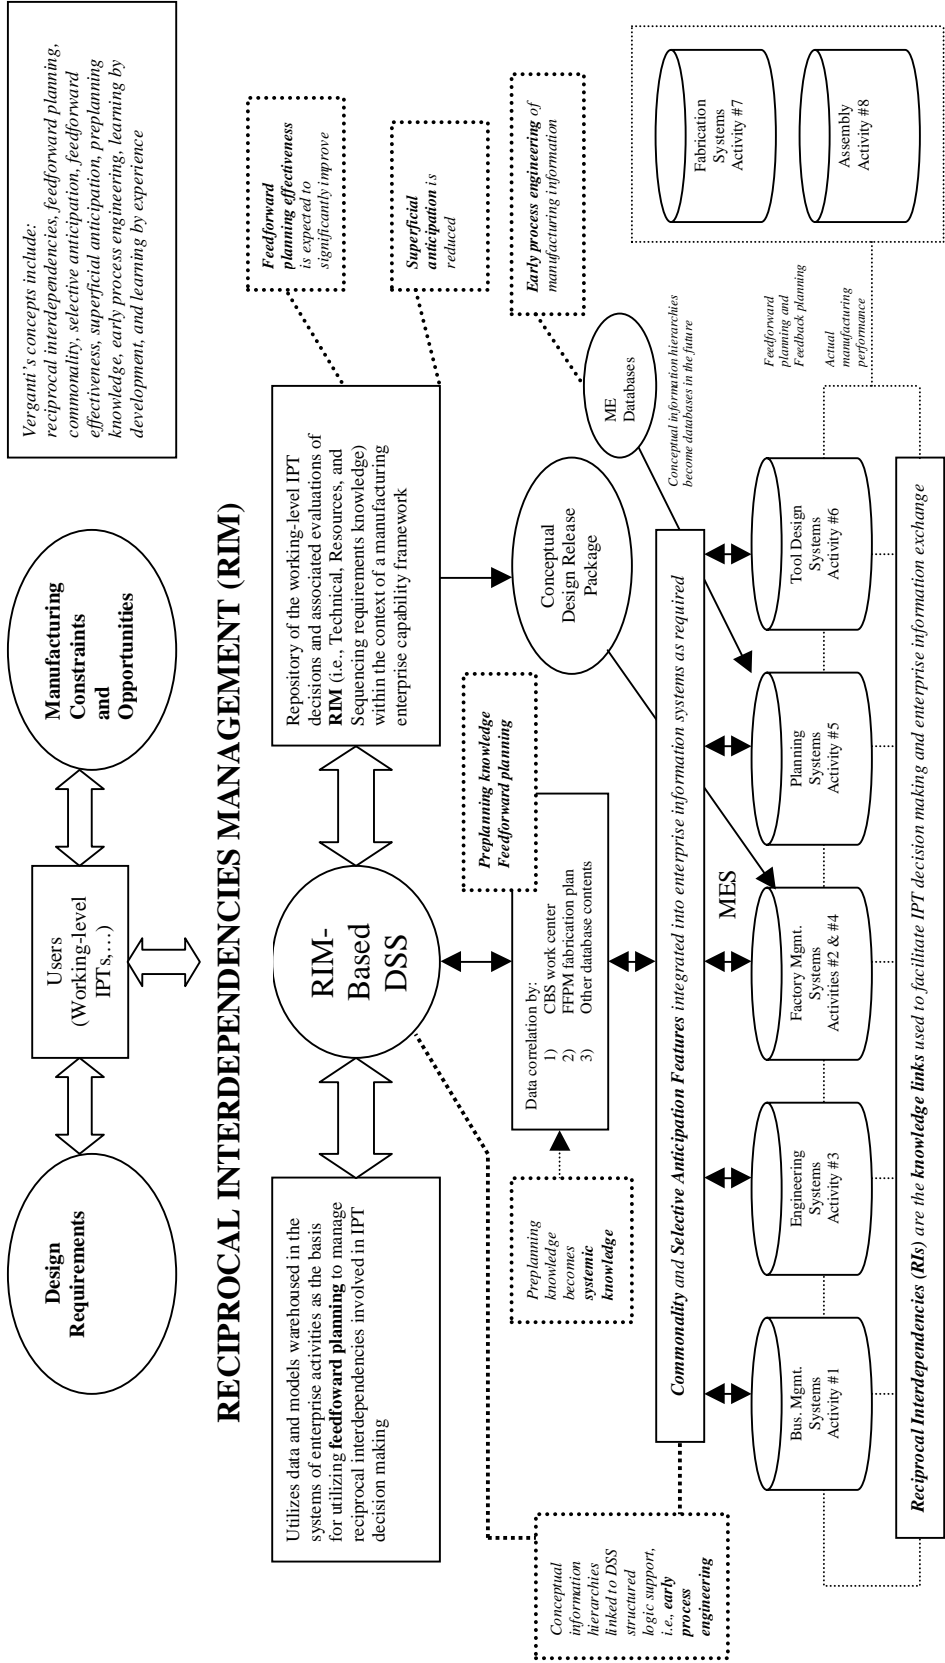 Design
Requirements
Users
(Working-level
IPTs,…)
Manufacturing
Constraints
and
Opportunities
Verganti's concepts include:
reciprocal interdependencies, feedforward planning,
commonality, selective anticipation, feedforward
effectiveness, superficial anticipation, preplanning
knowledge, early process engineering, learning by
development, and learning by experience
RECIPROCAL INTERDEPENDENCIES MANAGEMENT (RIM)
Utilizes data and models warehoused in the
systems of enterprise activities as the basis
for utilizing feedfoward planning to manage
reciprocal interdependencies involved in IPT
decision making
RIM-
Based
DSS
Repository of the working-level IPT
decisions and associated evaluations of
RIM (i.e., Technical, Resources, and
Sequencing requirements knowledge)
within the context of a manufacturing
enterprise capability framework
Feedforward
planning effectiveness
is expected to
significantly improve
Superficial
anticipation is
reduced
Preplanning knowledge
Feedforward planning
Early process engineering of
manufacturing information
Conceptual
information
hierarchies
linked to DSS
structured
logic support,
i.e., early
process
engineering
Preplanning
knowledge
becomes
systemic
knowledge
Data correlation by:
1) CBS work center
2) FFPM fabrication plan
3) Other database contents
Conceptual
Design Release
Package
ME
Databases
Conceptual information hierarchies
become databases in the future
Commonality and Selective Anticipation Features integrated into enterprise information systems as required
MES
Bus. Mgmt.
Systems
Activity #1
Engineering
Systems
Activity #3
Factory Mgmt.
Systems
Activities #2 & #4
Planning
Systems
Activity #5
Tool Design
Systems
Activity #6
Feedforward
planning and
Feedback planning
Actual
manufacturing
performance
Fabrication
Systems
Activity #7
Assembly
Activity #8
Reciprocal Interdependencies (RIs) are the knowledge links used to facilitate IPT decision making and enterprise information exchange